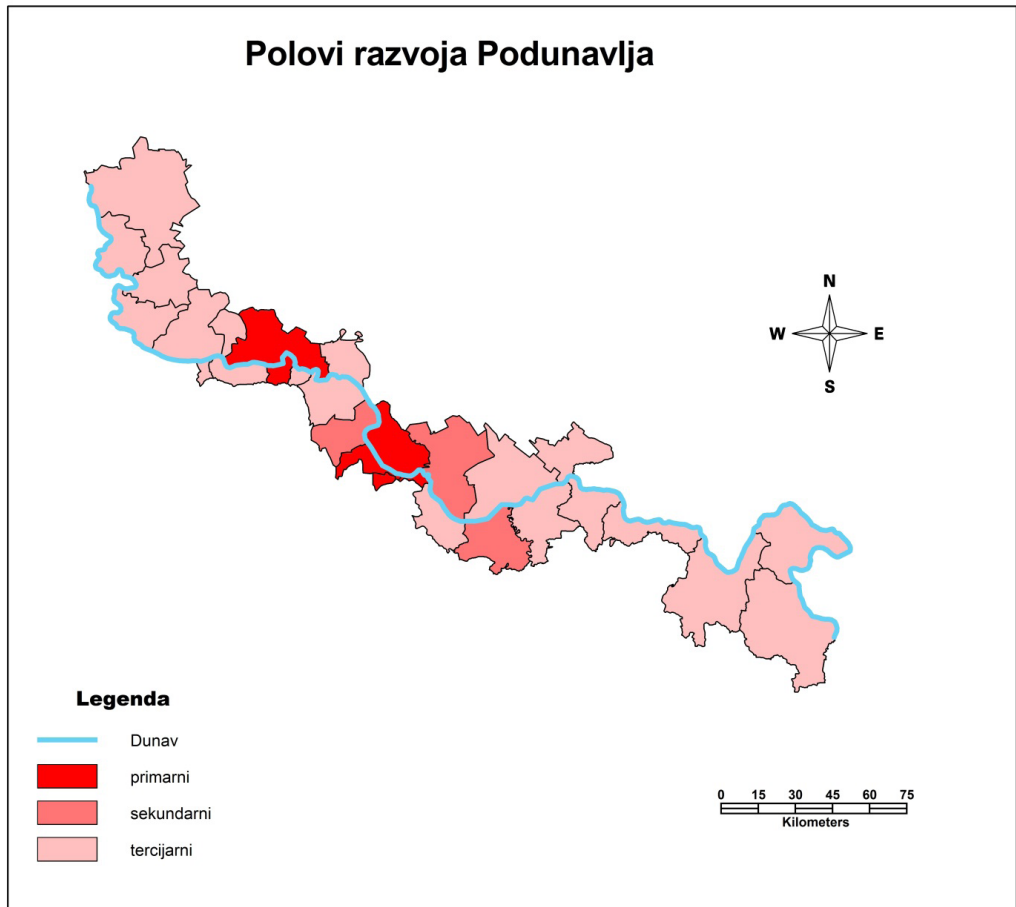 Polovi razvoja Podunavlja
N
W E
S
Legenda
Dunav
primarni
sekundarni
tercijarni
0 15 30 45 60 75
Kilometers